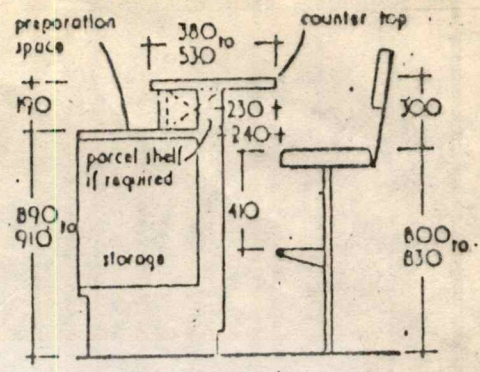 preparation
space
380 to
530
counter top
190
230
240
300
parcel shelf
if required
410
890 to
910
storage
800 to
830